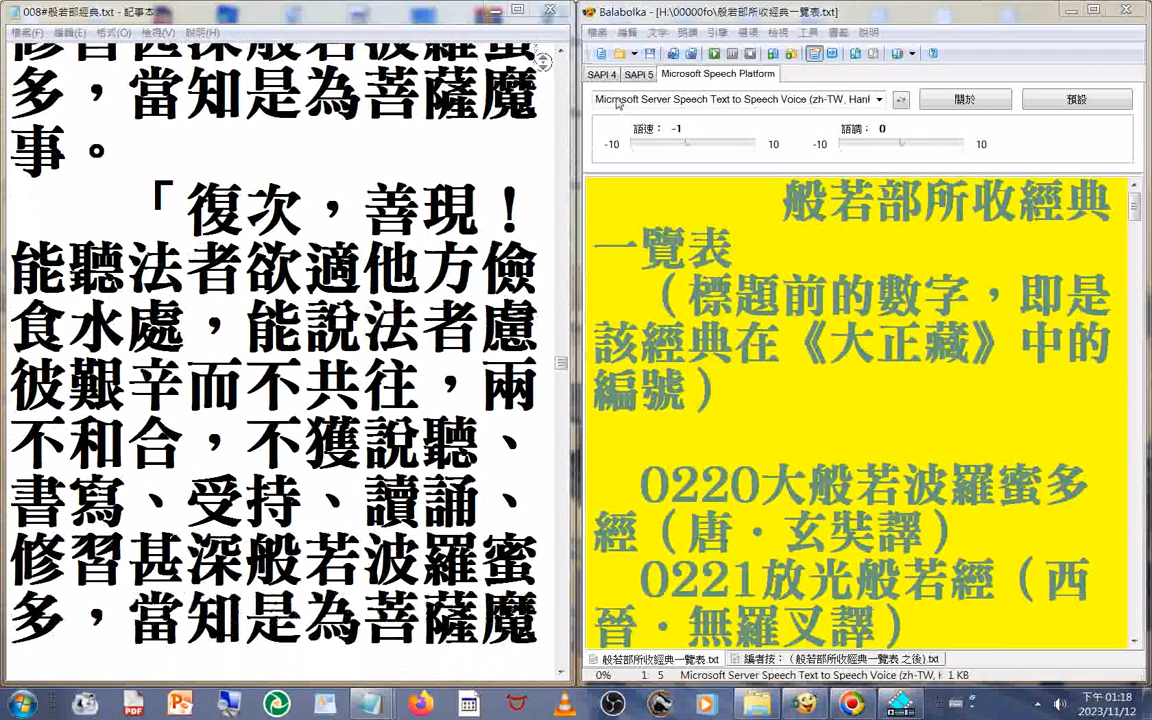 008#般若部經典.txt - 記事本
檔案(F) 編輯(E) 格式(O) 檢視(V) 說明(H)
修習甚深般若波羅蜜
多，當知是為菩薩魔
事。
「復次，善現！
能聽法者欲適他方儉
食水處，能說法者慮
彼艱辛而不共往，兩
不和合，不獲說聽、
書寫、受持、讀誦、
修習甚深般若波羅蜜
多，當知是為菩薩魔
Balabolka - [H:\00000fo\般若部所收經典一覽表.txt]
檔案 編輯 文字 朗讀 引擎 選項 檢視 工具 書籤 說明
SAPI 4 SAPI 5 Microsoft Speech Platform
Microsoft Server Speech Text to Speech Voice (zh-TW, Hanl
關於 預設
語速： -1 語調： 0
-10 10 -10 10
般若部所收經典
一覽表
（標題前的數字，即是
該經典在《大正藏》中的
編號）
0220大般若波羅蜜多
經（唐．玄奘譯）
0221放光般若經（西
晉．無羅叉譯）
般若部所收經典一覽表.txt 編者按：（般若部所收經典一覽表 之後).txt
0% 1: 5 Microsoft Server Speech Text to Speech Voice (zh-TW, H 1 KB
下午 01:18
2023/11/12